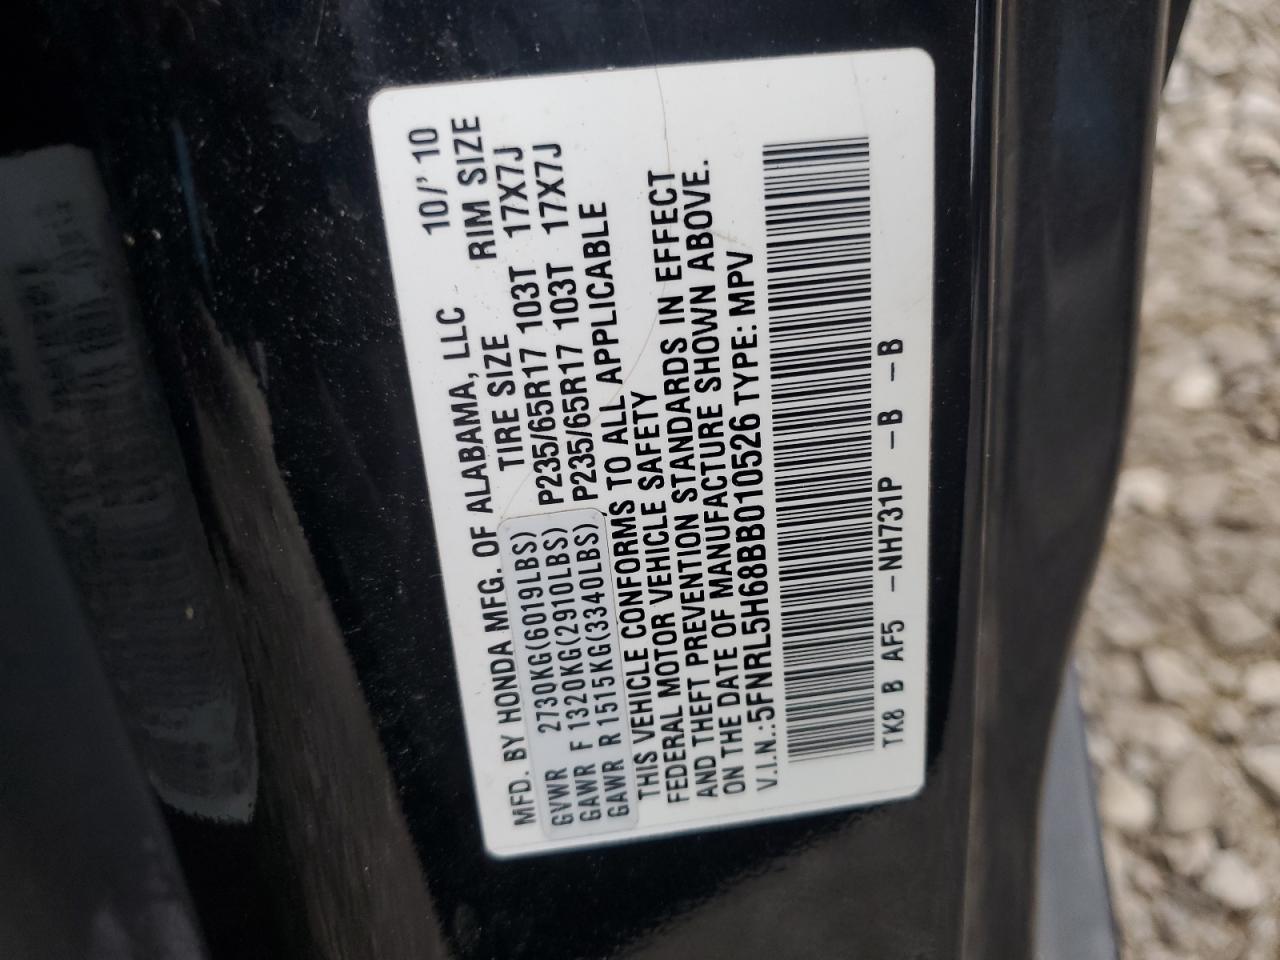 MFD. BY HONDA MFG. OF ALABAMA, LLC 10/'10
TIRE SIZE RIM SIZE
GVWR 2730KG(6019LBS) P235/65R17 103T 17X7J
GAWR F 1320KG(2910LBS) P235/65R17 103T 17X7J
GAWR R 1515KG(3340LBS)
THIS VEHICLE CONFORMS TO ALL APPLICABLE
FEDERAL MOTOR VEHICLE SAFETY
AND THEFT PREVENTION STANDARDS IN EFFECT
ON THE DATE OF MANUFACTURE SHOWN ABOVE.
V.I.N.:5FNRL5H68BB010526 TYPE: MPV
TK8 B AF5 -NH731P -B -B